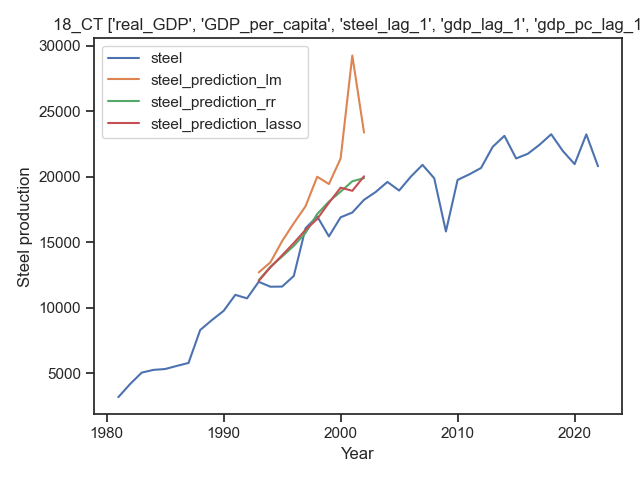 18_CT ['real_GDP', 'GDP_per_capita', 'steel_lag_1', 'gdp_lag_1', 'gdp_pc_lag_1
30000
25000
20000
15000
10000
5000
Steel production
steel
steel_prediction_lm
steel_prediction_rr
steel_prediction_lasso
1980
1990
2000
2010
2020
Year